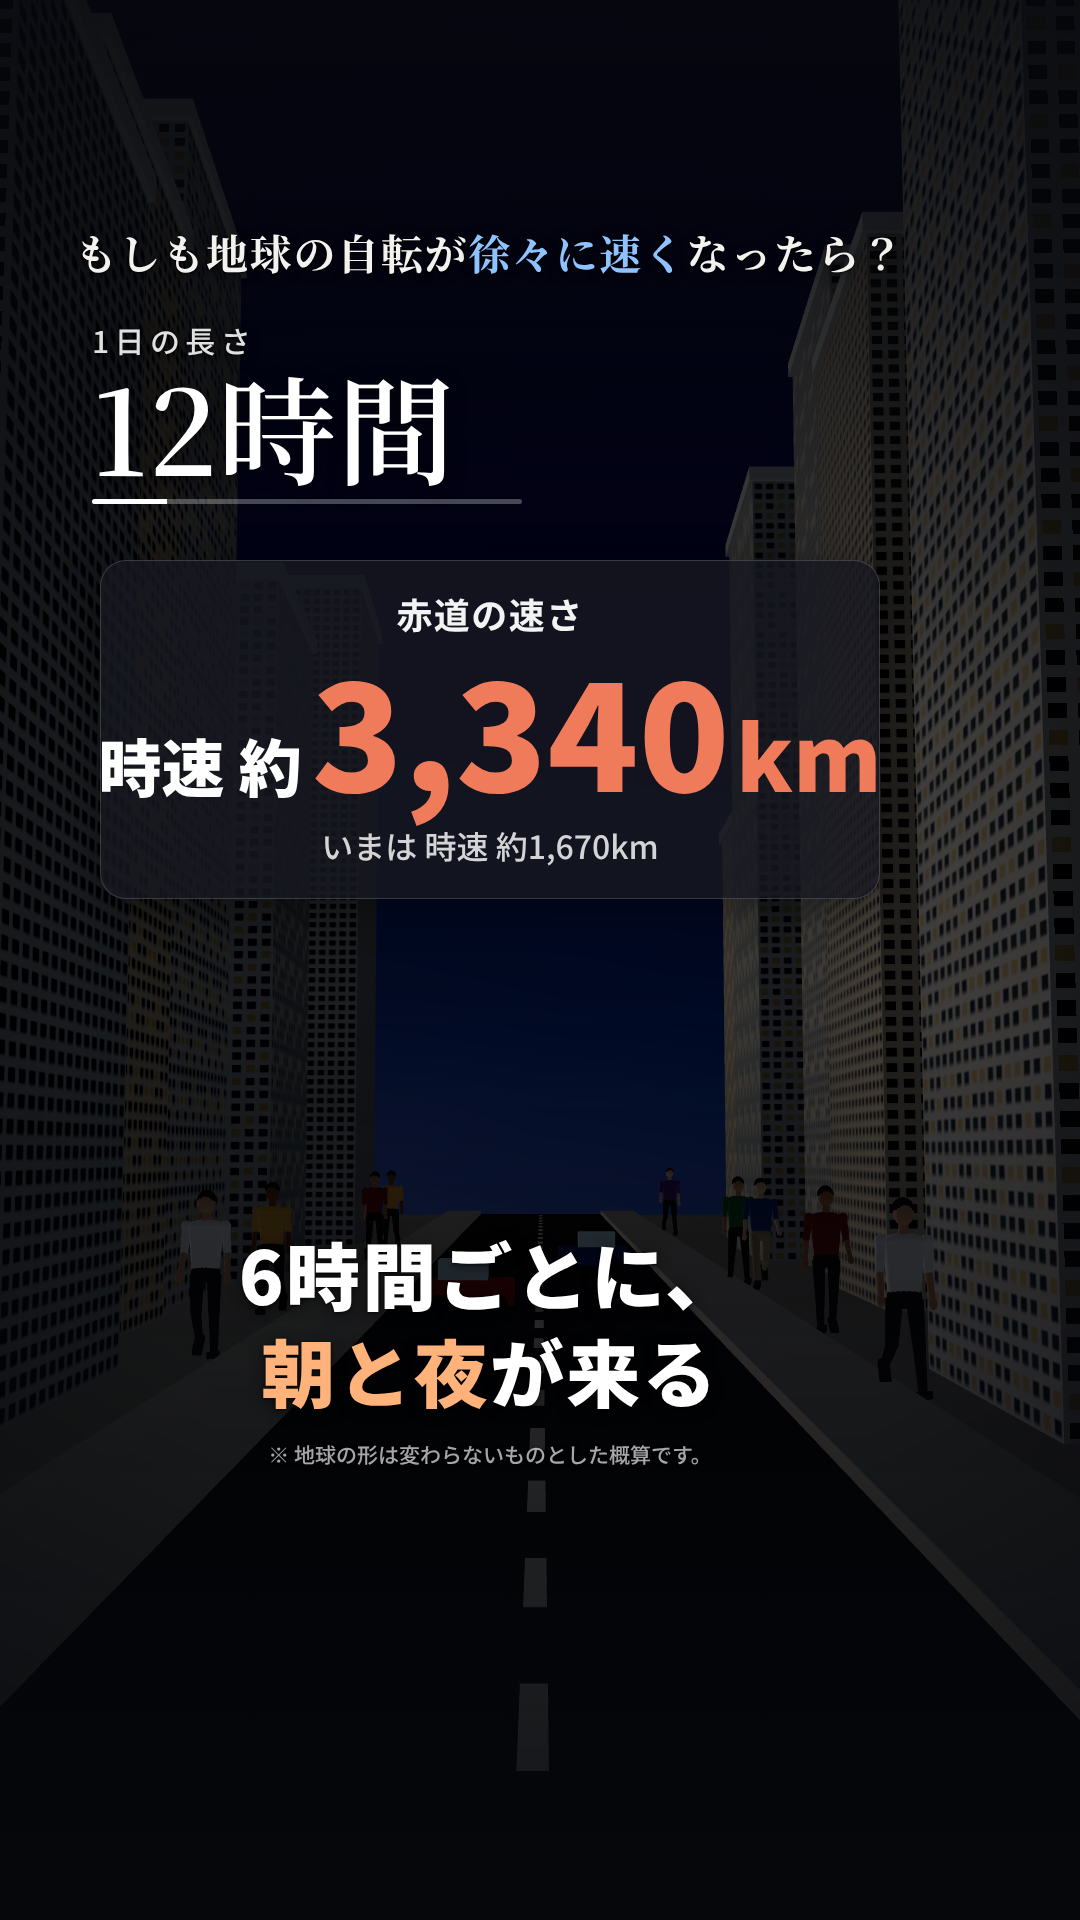 もしも地球の自転が徐々に速くなったら？
1日の長さ
12時間
赤道の速さ
時速 約 3,340km
いまは 時速 約1,670km
6時間ごとに、
朝と夜が来る
※ 地球の形は変わらないものとした概算です。